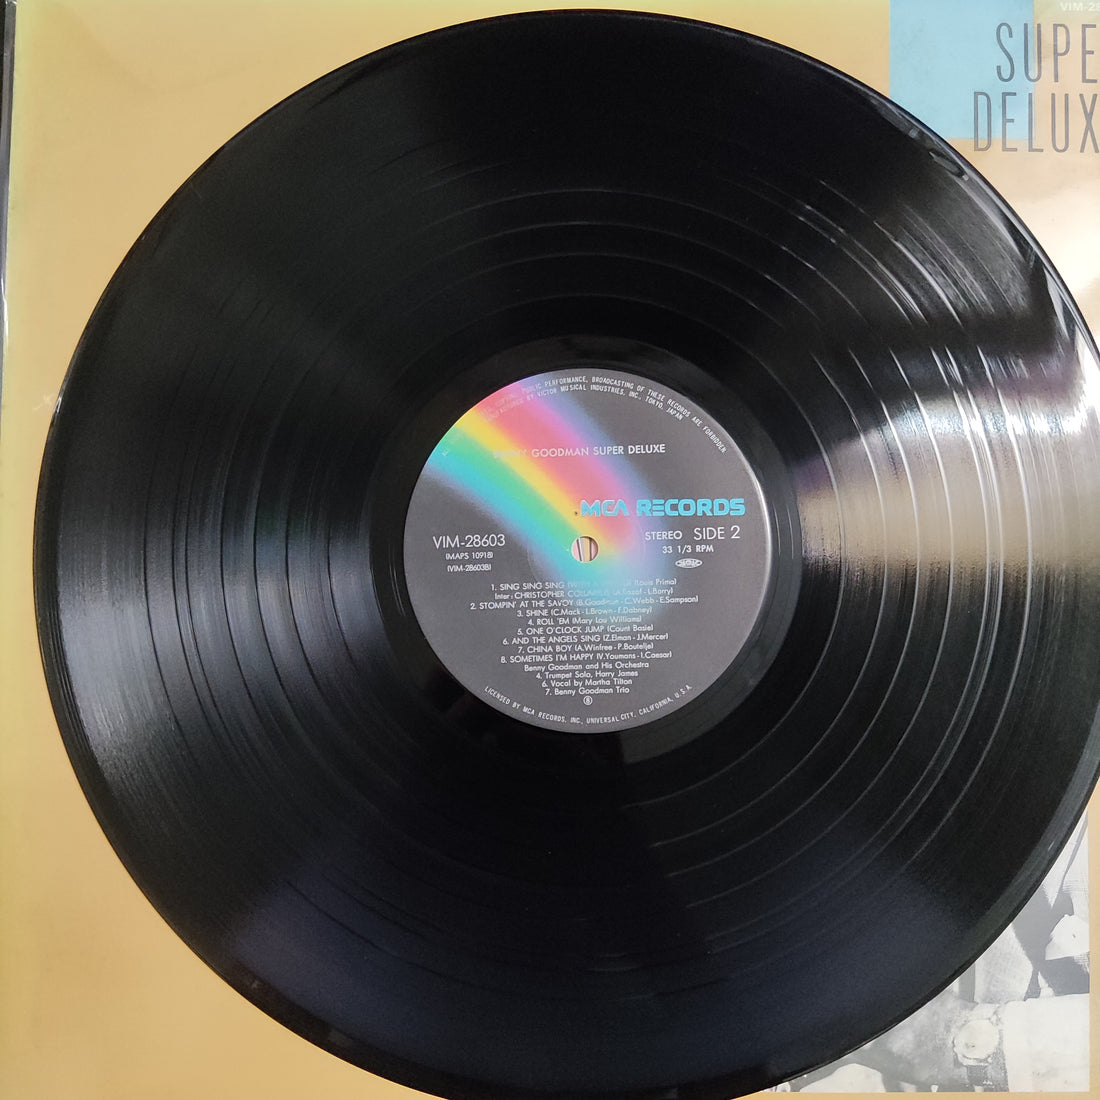 VIM-28
SUPE
DELUX
COPYING, PUBLIC PERFORMANCE, BROADCASTING OF THESE RECORDS ARE FORBIDDEN.
BY VICTOR MUSICAL INDUSTRIES, INC. TOKYO, JAPAN
BENNY GOODMAN SUPER DELUXE
MCA RECORDS
VIM-28603
(MAPS 10918)
(VIM-28603B)
STEREO SIDE 2
33 1/3 RPM
1. SING SING SING (Louis Prima)
Inter: CHRISTOPHER COLUMBUS (A.Razaf - L.Barry)
2. STOMPIN' AT THE SAVOY (B.Goodman - C.Webb - E.Sampson)
3. SHINE (C.Mack - L.Brown - F.Dabney)
4. ROLL 'EM (Mary Lou Williams)
5. ONE O'CLOCK JUMP (Count Basie)
6. AND THE ANGELS SING (Z.Elman - J.Mercer)
7. CHINA BOY (A.Winfree - P.Boutelje)
8. SOMETIMES I'M HAPPY (V.Youmans - I.Caesar)
Benny Goodman and His Orchestra
4. Trumpet Solo, Harry James
6. Vocal by Martha Tilton
7. Benny Goodman Trio
LICENSED BY MCA RECORDS, INC., UNIVERSAL CITY, CALIFORNIA, U.S.A.